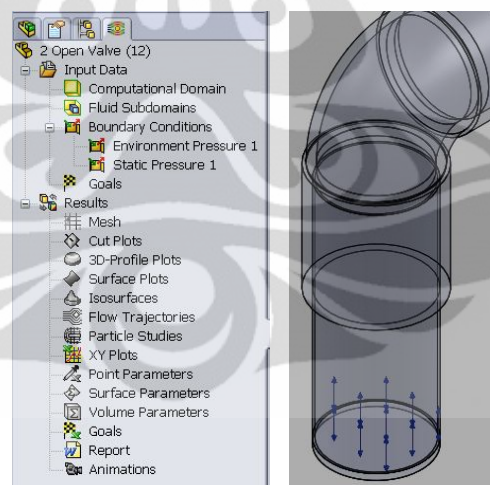 2 Open Valve (12)
Input Data
Computational Domain
Fluid Subdomains
Boundary Conditions
Environment Pressure 1
Static Pressure 1
Goals
Results
Mesh
Cut Plots
3D-Profile Plots
Surface Plots
Isosurfaces
Flow Trajectories
Particle Studies
XY Plots
Point Parameters
Surface Parameters
Volume Parameters
Goals
Report
Animations